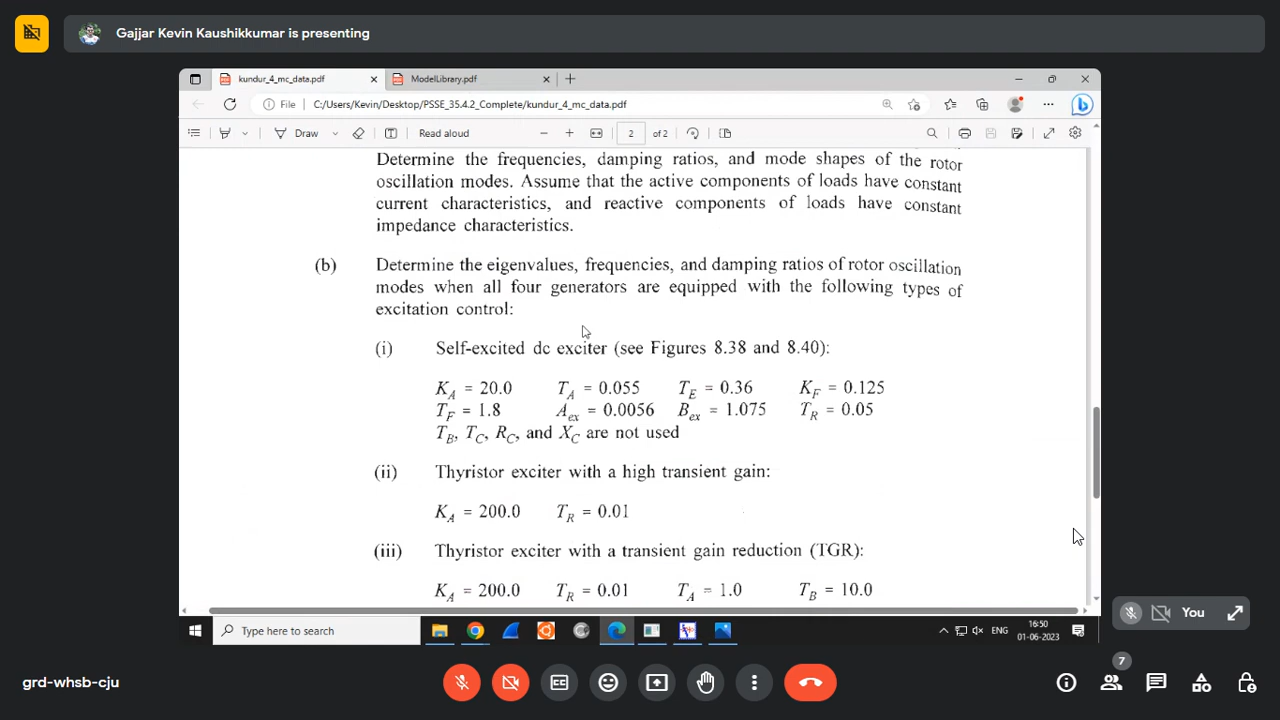 Gajjar Kevin Kaushikkumar is presenting
kundur_4_mc_data.pdf
ModelLibrary.pdf
File
C:/Users/Kevin/Desktop/PSSE_35.4.2_Complete/kundur_4_mc_data.pdf
Draw
Read aloud
2 of 2
Determine the frequencies, damping ratios, and mode shapes of the rotor
oscillation modes. Assume that the active components of loads have constant
current characteristics, and reactive components of loads have constant
impedance characteristics.
(b) Determine the eigenvalues, frequencies, and damping ratios of rotor oscillation
modes when all four generators are equipped with the following types of
excitation control:
(i) Self-excited dc exciter (see Figures 8.38 and 8.40):
K_A = 20.0 T_A = 0.055 T_E = 0.36 K_F = 0.125
T_F = 1.8 A_ex = 0.0056 B_ex = 1.075 T_R = 0.05
T_B, T_C, R_C, and X_C are not used
(ii) Thyristor exciter with a high transient gain:
K_A = 200.0 T_R = 0.01
(iii) Thyristor exciter with a transient gain reduction (TGR):
K_A = 200.0 T_R = 0.01 T_A = 1.0 T_B = 10.0
You
Type here to search
ENG
16:50
01-06-2023
grd-whsb-cju
CC
7